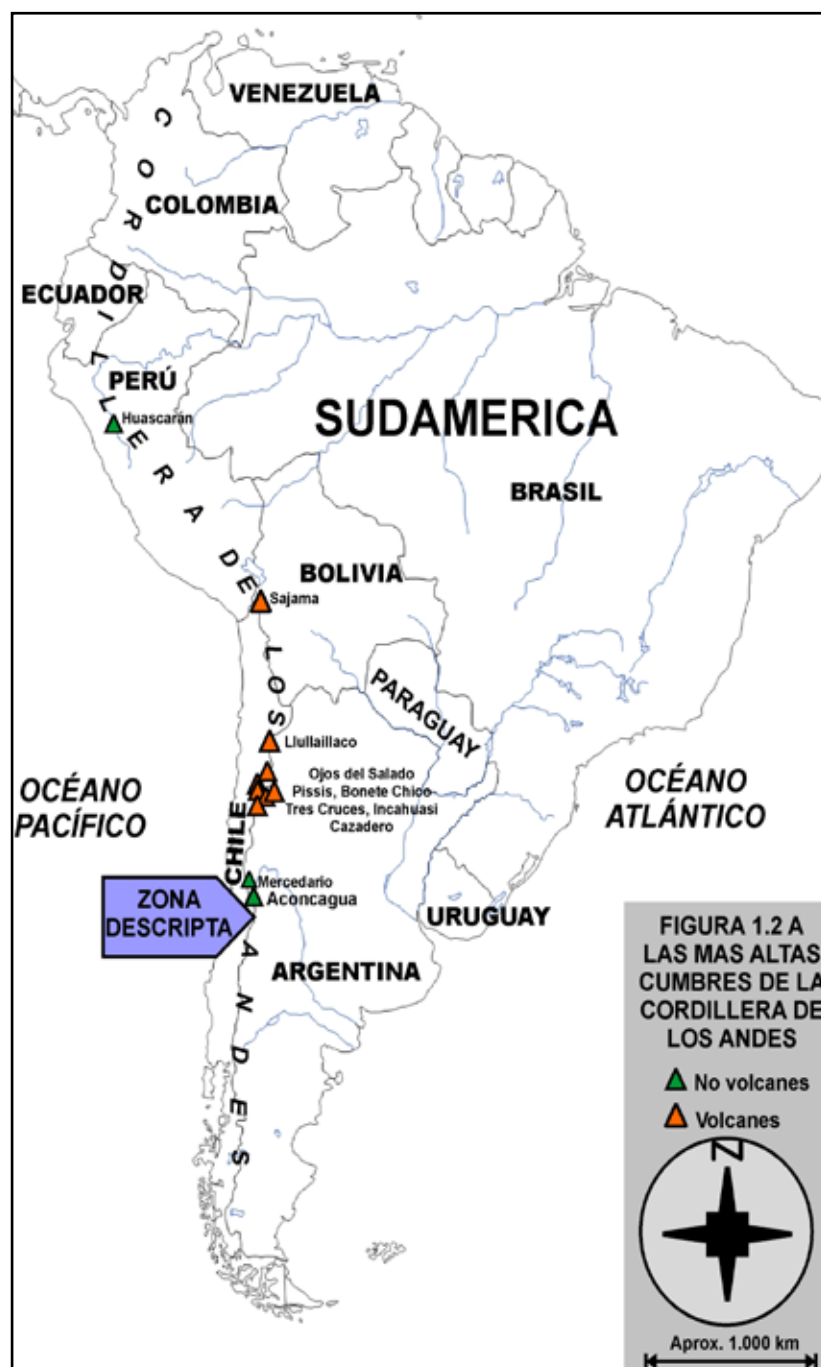 VENEZUELA
COLOMBIA
ECUADOR
PERÚ
Huascarán
CORDILLERA DE LOS ANDES
SUDAMERICA
BRASIL
BOLIVIA
Sajama
PARAGUAY
Llullaillaco
Ojos del Salado
Pissis, Bonete Chico
Tres Cruces, Incahuasi
Cazadero
OCÉANO
PACÍFICO
OCÉANO
ATLÁNTICO
CHILE
Mercedario
Aconcagua
ZONA
DESCRIPTA
URUGUAY
ARGENTINA
FIGURA 1.2 A
LAS MAS ALTAS
CUMBRES DE LA
CORDILLERA DE
LOS ANDES
No volcanes
Volcanes
N
Aprox. 1.000 km